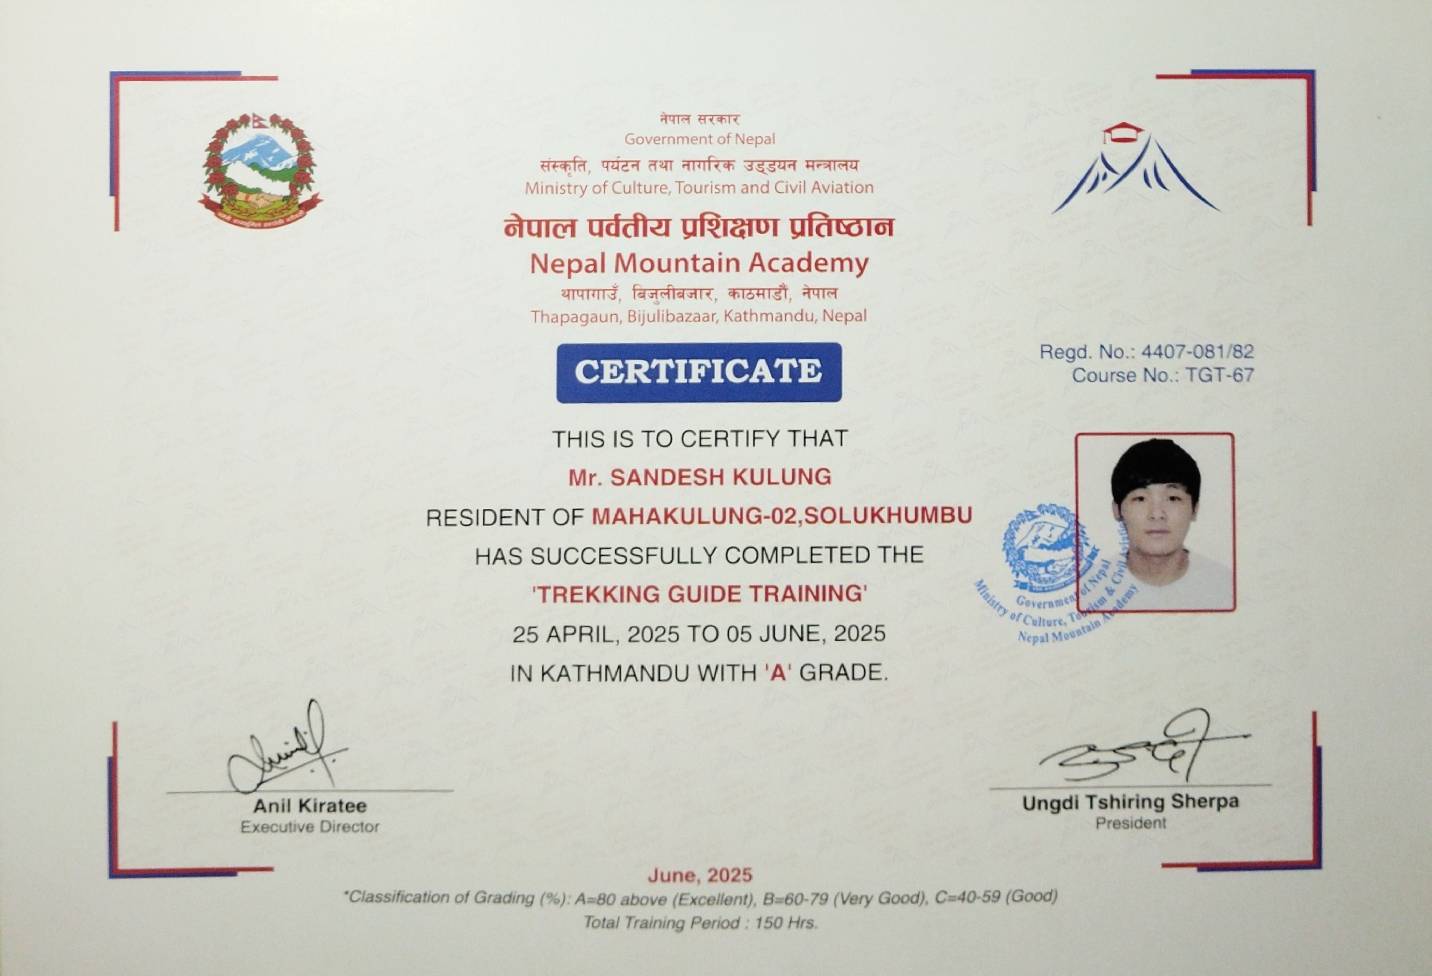 नेपाल सरकार
Government of Nepal
संस्कृति, पर्यटन तथा नागरिक उड्डयन मन्त्रालय
Ministry of Culture, Tourism and Civil Aviation
नेपाल पर्वतीय प्रशिक्षण प्रतिष्ठान
Nepal Mountain Academy
थापागाउँ, बिजुलीबजार, काठमाडौं, नेपाल
Thapagaun, Bijulibazaar, Kathmandu, Nepal
CERTIFICATE
Regd. No.: 4407-081/82
Course No.: TGT-67
THIS IS TO CERTIFY THAT
Mr. SANDESH KULUNG
RESIDENT OF MAHAKULUNG-02,SOLUKHUMBU
HAS SUCCESSFULLY COMPLETED THE
'TREKKING GUIDE TRAINING'
25 APRIL, 2025 TO 05 JUNE, 2025
IN KATHMANDU WITH 'A' GRADE.
Government of Nepal
Ministry of Culture, Tourism & Civil Aviation
Nepal Mountain Academy
Anil Kiratee
Executive Director
Ungdi Tshiring Sherpa
President
June, 2025
*Classification of Grading (%): A=80 above (Excellent), B=60-79 (Very Good), C=40-59 (Good)
Total Training Period : 150 Hrs.